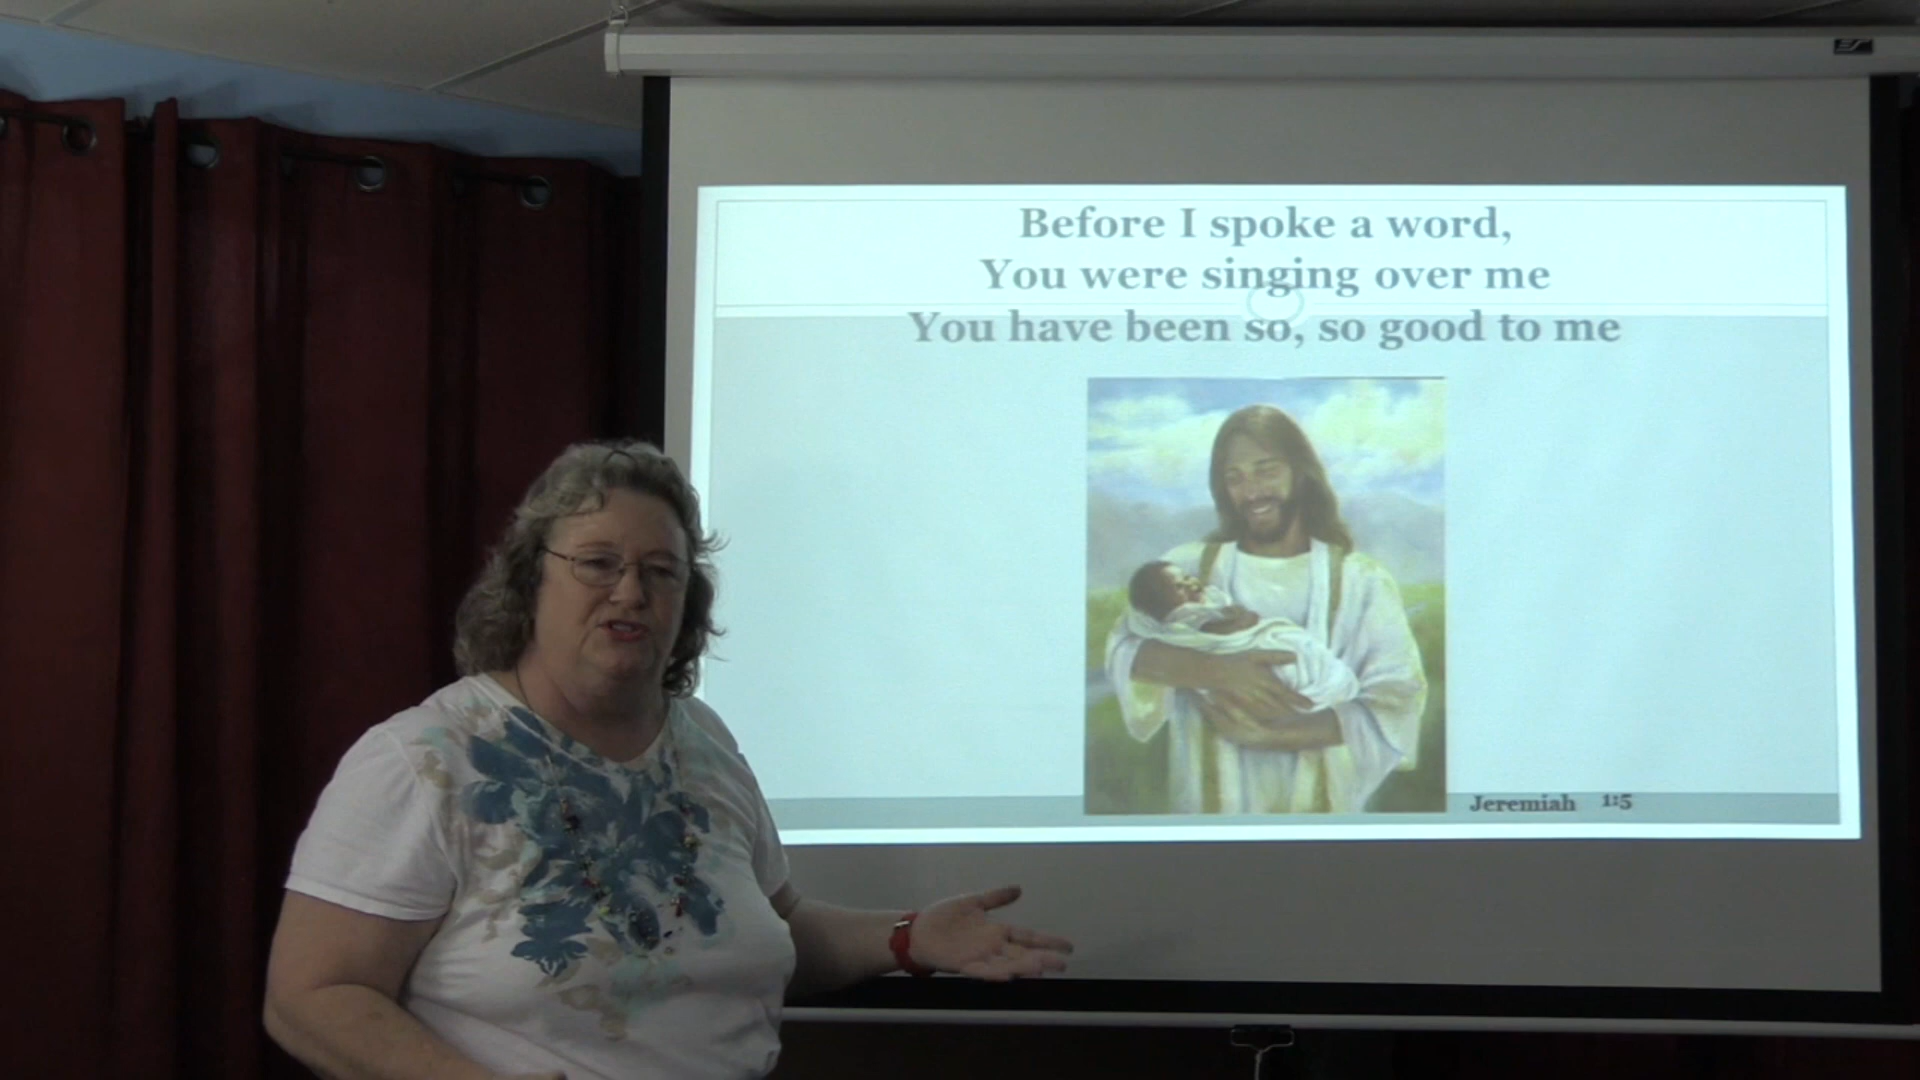 ES
Before I spoke a word,
You were singing over me
You have been so, so good to me
Jeremiah 1:5